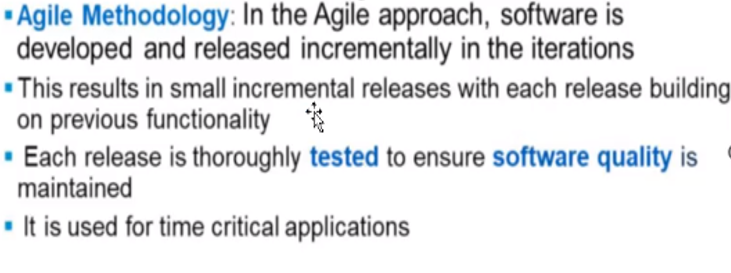 ▪Agile Methodology: In the Agile approach, software is
developed and released incrementally in the iterations
▪This results in small incremental releases with each release building
on previous functionality
▪ Each release is thoroughly tested to ensure software quality is
maintained
▪ It is used for time critical applications